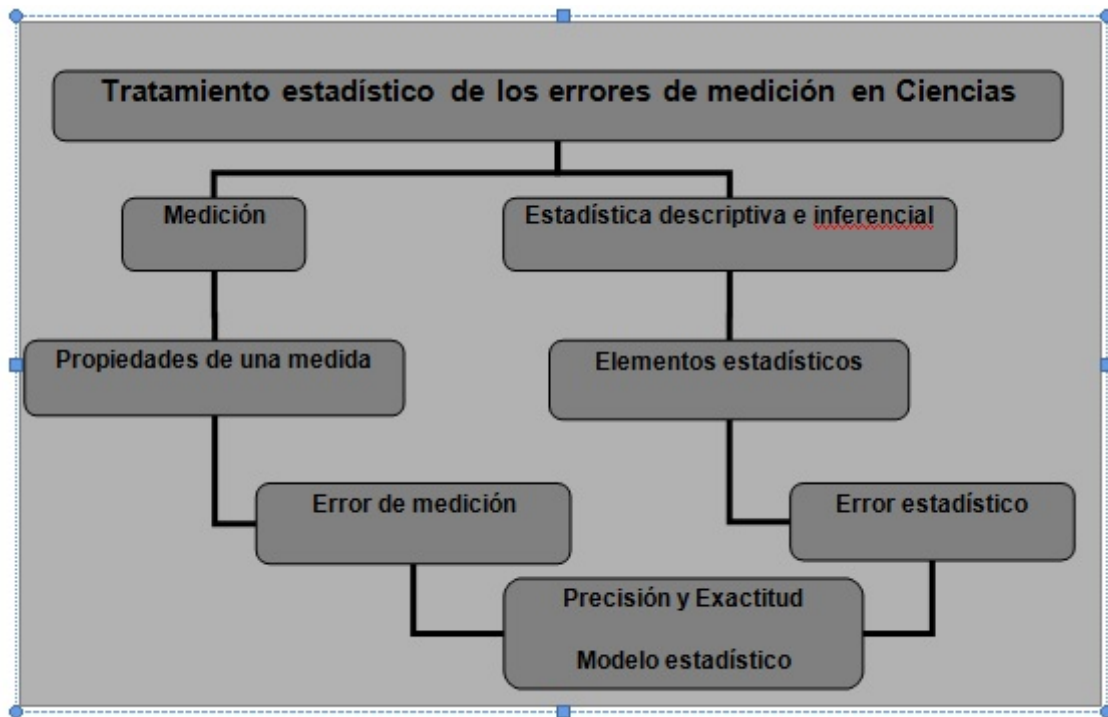 Tratamiento estadístico de los errores de medición en Ciencias
Medición
Estadística descriptiva e inferencial
Propiedades de una medida
Elementos estadísticos
Error de medición
Error estadístico
Precisión y Exactitud
Modelo estadístico